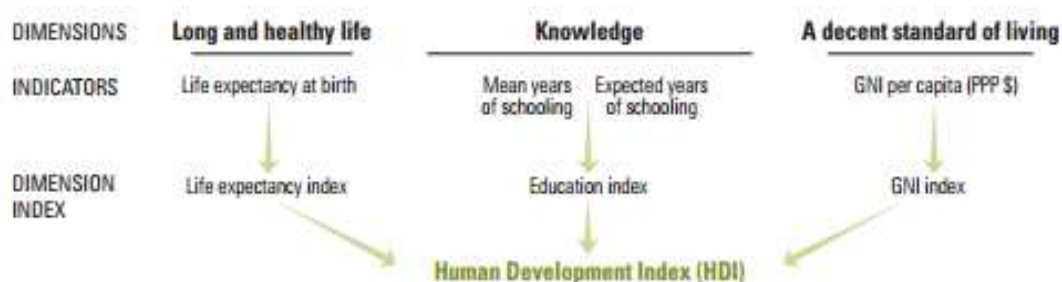 DIMENSIONS Long and healthy life Knowledge A decent standard of living
INDICATORS Life expectancy at birth Mean years Expected years GNI per capita (PPP $)
of schooling of schooling
DIMENSION Life expectancy index Education index GNI index
INDEX
Human Development Index (HDI)